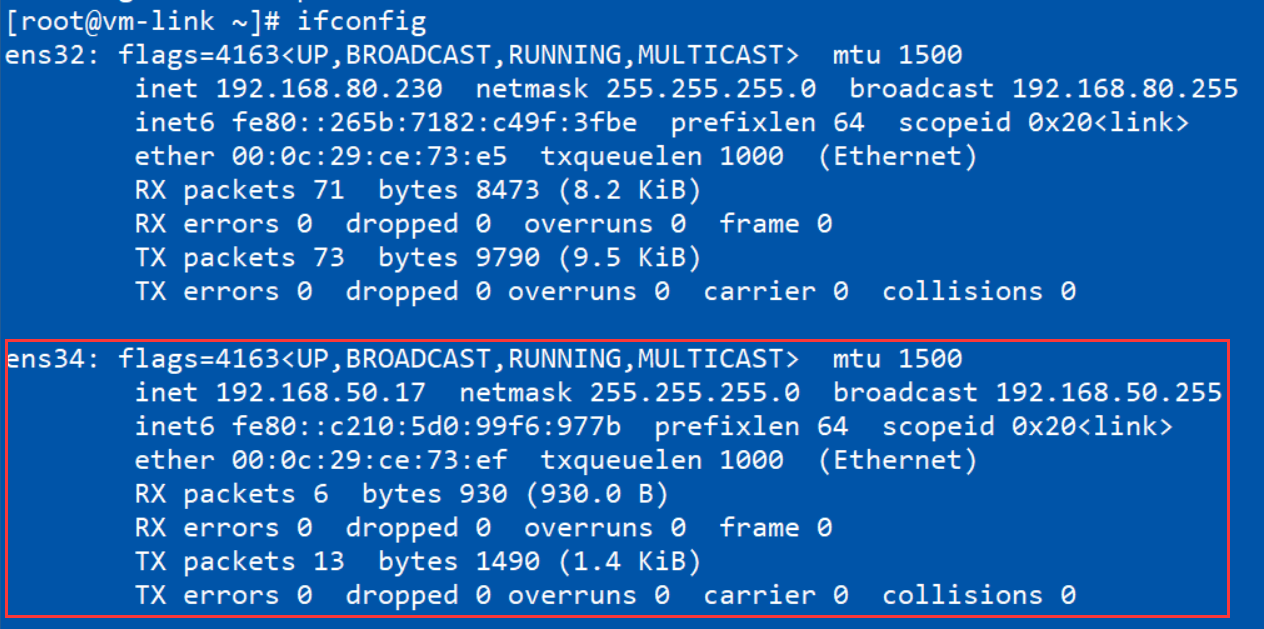 [root@vm-link ~]# ifconfig
ens32: flags=4163<UP,BROADCAST,RUNNING,MULTICAST>  mtu 1500
        inet 192.168.80.230  netmask 255.255.255.0  broadcast 192.168.80.255
        inet6 fe80::265b:7182:c49f:3fbe  prefixlen 64  scopeid 0x20<link>
        ether 00:0c:29:ce:73:e5  txqueuelen 1000  (Ethernet)
        RX packets 71  bytes 8473 (8.2 KiB)
        RX errors 0  dropped 0  overruns 0  frame 0
        TX packets 73  bytes 9790 (9.5 KiB)
        TX errors 0  dropped 0 overruns 0  carrier 0  collisions 0

ens34: flags=4163<UP,BROADCAST,RUNNING,MULTICAST>  mtu 1500
        inet 192.168.50.17  netmask 255.255.255.0  broadcast 192.168.50.255
        inet6 fe80::c210:5d0:99f6:977b  prefixlen 64  scopeid 0x20<link>
        ether 00:0c:29:ce:73:ef  txqueuelen 1000  (Ethernet)
        RX packets 6  bytes 930 (930.0 B)
        RX errors 0  dropped 0  overruns 0  frame 0
        TX packets 13  bytes 1490 (1.4 KiB)
        TX errors 0  dropped 0 overruns 0  carrier 0  collisions 0